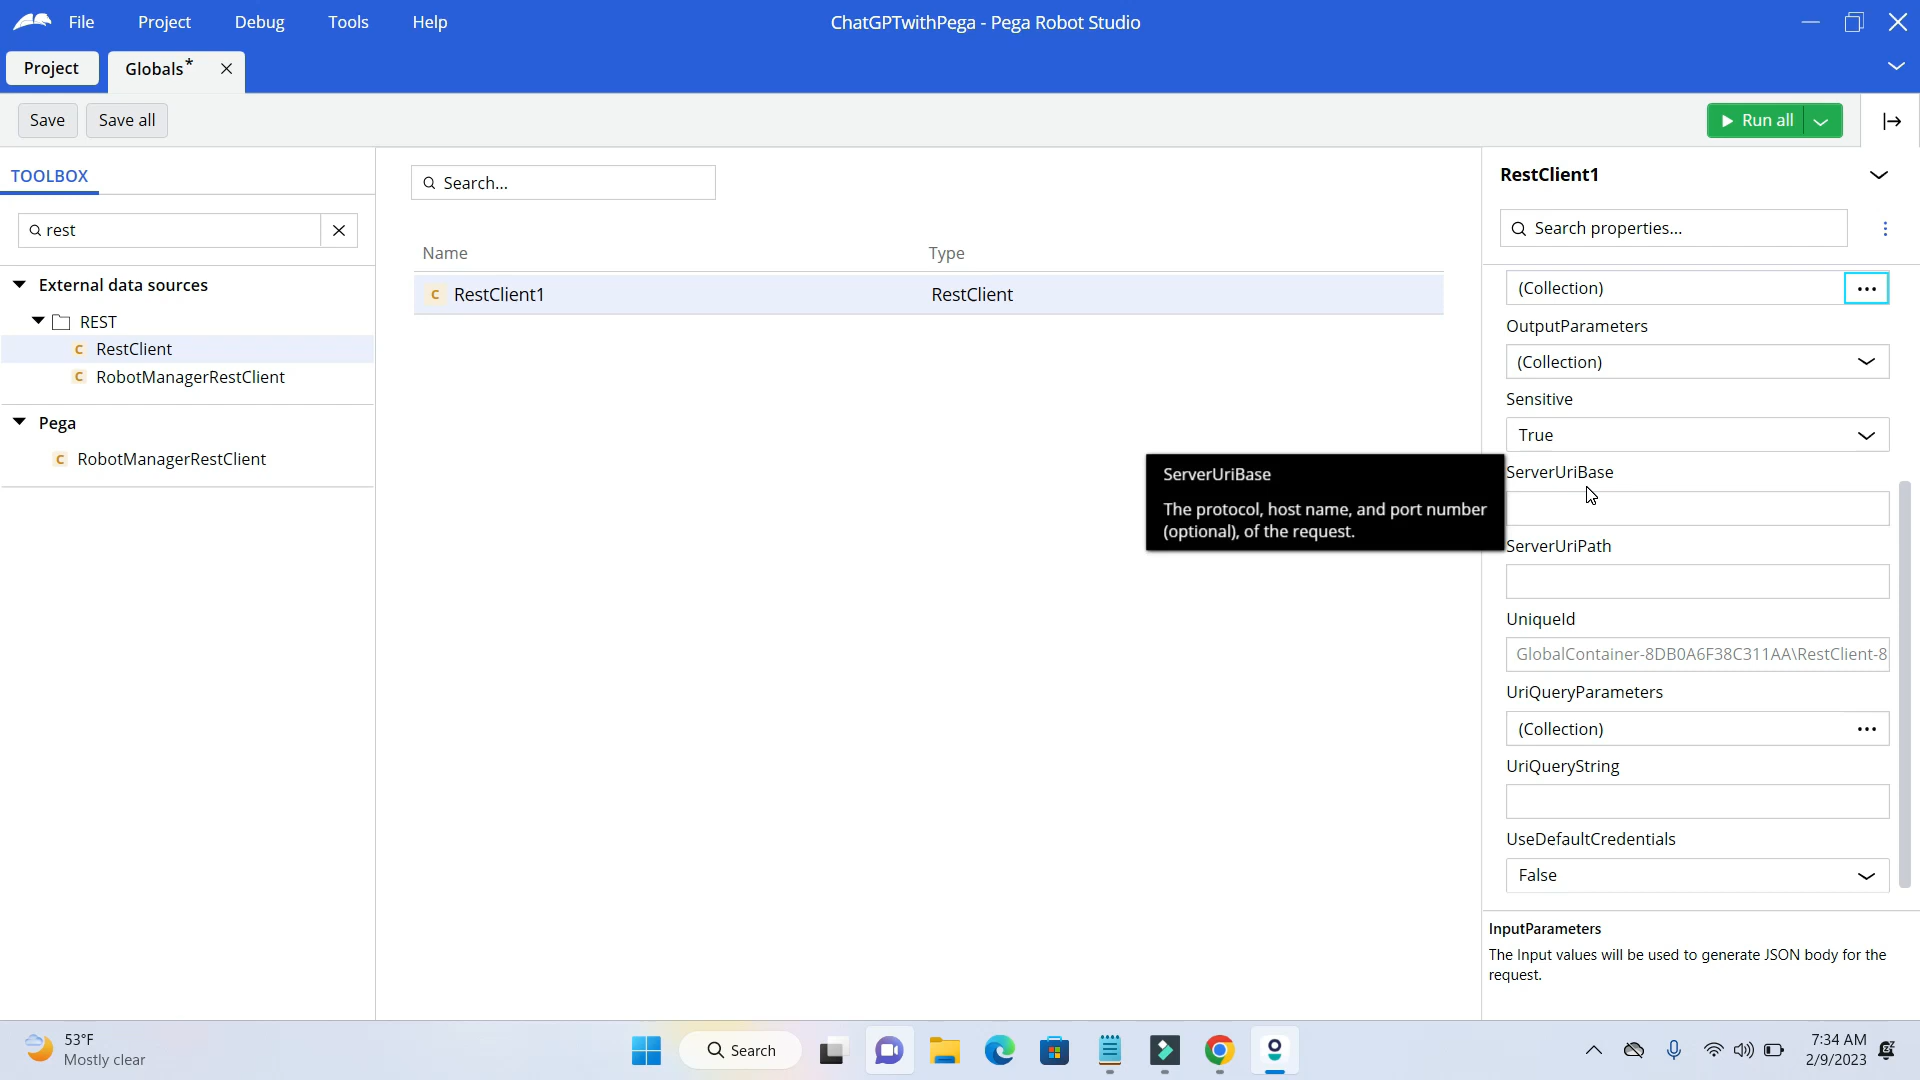 File Project Debug Tools Help ChatGPTwithPega - Pega Robot Studio
Project Globals*
Save Save all Run all
TOOLBOX
rest
External data sources
REST
C RestClient
C RobotManagerRestClient
Pega
C RobotManagerRestClient
Search...
Name Type
C RestClient1 RestClient
RestClient1
Search properties...
(Collection)
OutputParameters
(Collection)
Sensitive
True
ServerUriBase
ServerUriBase
The protocol, host name, and port number
(optional), of the request.
ServerUriPath
UniqueId
GlobalContainer-8DB0A6F38C311AA\RestClient-8
UriQueryParameters
(Collection)
UriQueryString
UseDefaultCredentials
False
InputParameters
The Input values will be used to generate JSON body for the
request.
53°F
Mostly clear
Search
7:34 AM
2/9/2023